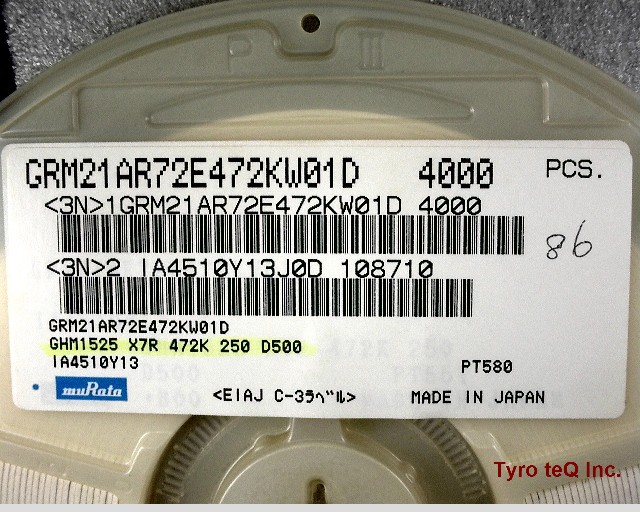 P III
GRM21AR72E472KW01D 4000 PCS.
<3N>1GRM21AR72E472KW01D 4000
86
<3N>2 IA4510Y13J0D 108710
GRM21AR72E472KW01D
GHM1525 X7R 472K 250 D500
IA4510Y13
PT580
muRata <EIAJ C-3ラベル> MADE IN JAPAN
Tyro teQ Inc.